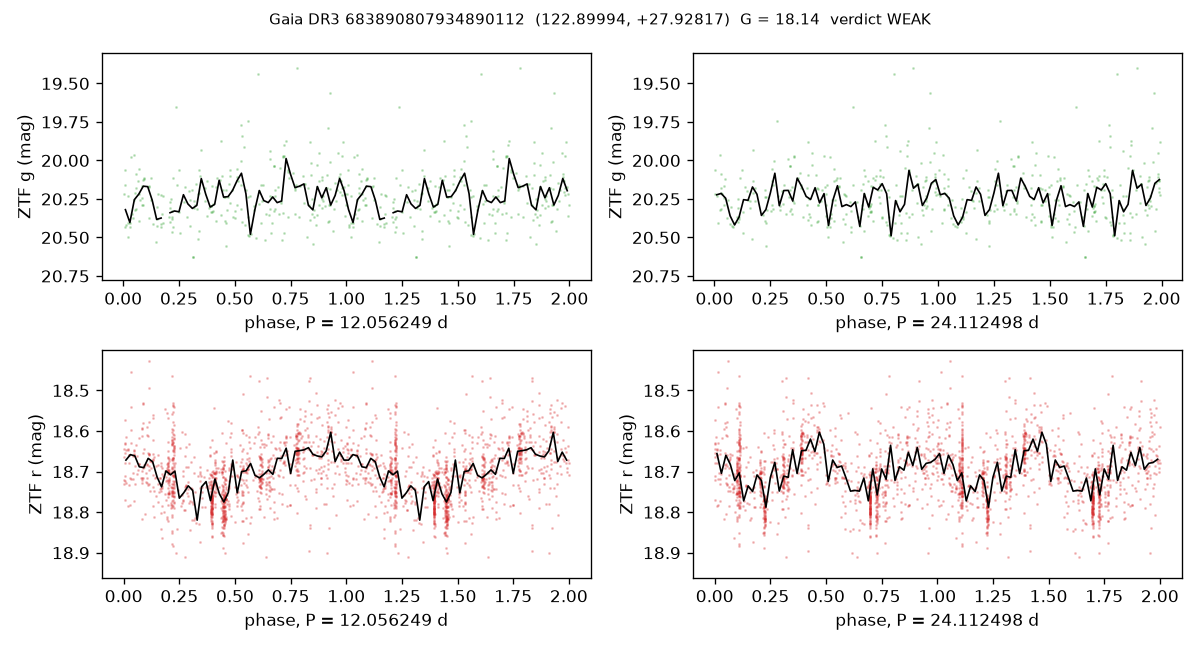 Gaia DR3 683890807934890112 (122.89994, +27.92817) G = 18.14 verdict WEAK
ZTF g (mag)
19.50
19.75
20.00
20.25
20.50
20.75
0.00 0.25 0.50 0.75 1.00 1.25 1.50 1.75 2.00
phase, P = 12.056249 d
ZTF g (mag)
19.50
19.75
20.00
20.25
20.50
20.75
0.00 0.25 0.50 0.75 1.00 1.25 1.50 1.75 2.00
phase, P = 24.112498 d
ZTF r (mag)
18.5
18.6
18.7
18.8
18.9
0.00 0.25 0.50 0.75 1.00 1.25 1.50 1.75 2.00
phase, P = 12.056249 d
ZTF r (mag)
18.5
18.6
18.7
18.8
18.9
0.00 0.25 0.50 0.75 1.00 1.25 1.50 1.75 2.00
phase, P = 24.112498 d